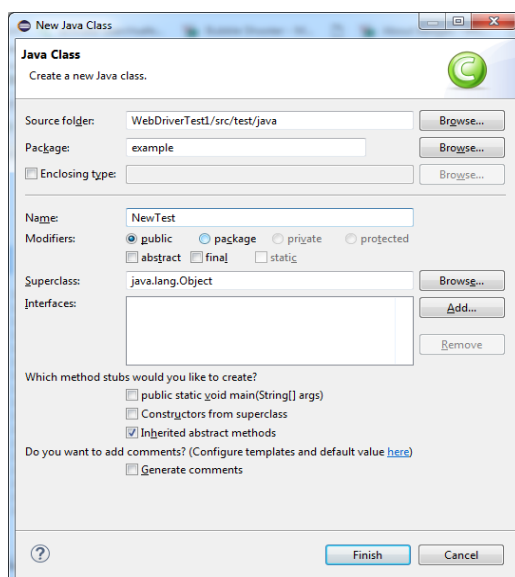 New Java Class
Java Class
Create a new Java class.
C
Source folder: WebDriverTest1/src/test/java Browse...
Package: example Browse...
Enclosing type: Browse...
Name: NewTest
Modifiers: public package private protected
abstract final static
Superclass: java.lang.Object Browse...
Interfaces: Add...
Remove
Which method stubs would you like to create?
public static void main(String[] args)
Constructors from superclass
Inherited abstract methods
Do you want to add comments? (Configure templates and default value here)
Generate comments
? Finish Cancel